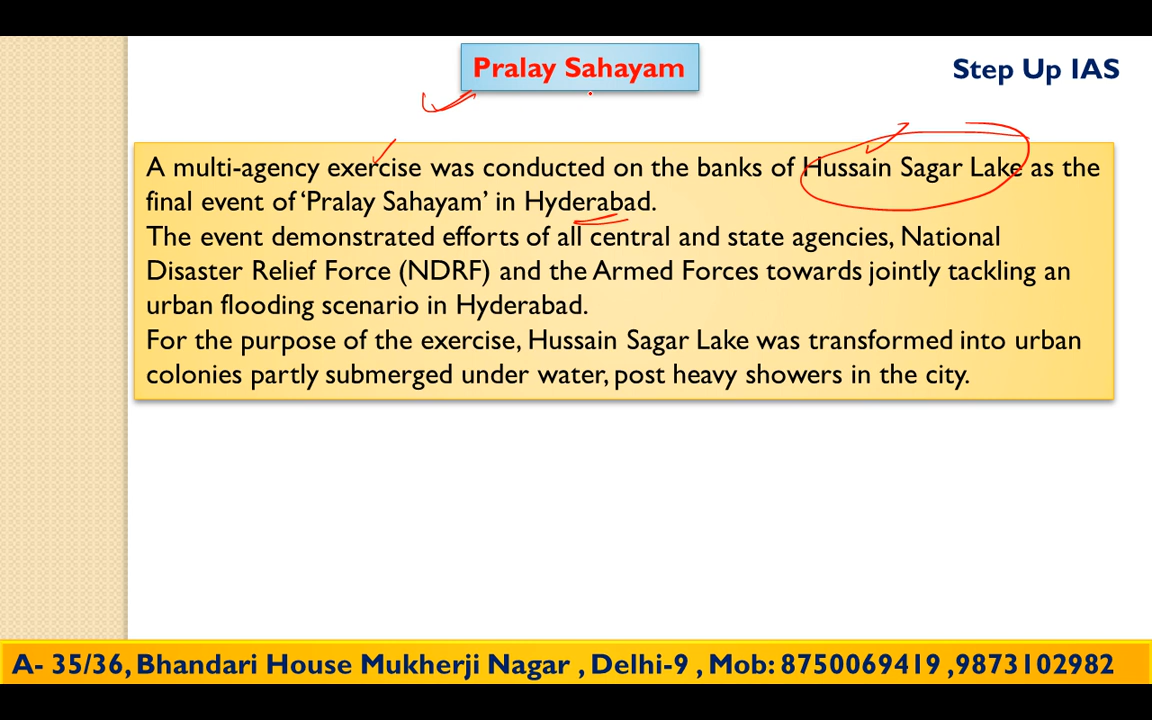 Pralay Sahayam
Step Up IAS
A multi-agency exercise was conducted on the banks of Hussain Sagar Lake as the
final event of ‘Pralay Sahayam’ in Hyderabad.
The event demonstrated efforts of all central and state agencies, National
Disaster Relief Force (NDRF) and the Armed Forces towards jointly tackling an
urban flooding scenario in Hyderabad.
For the purpose of the exercise, Hussain Sagar Lake was transformed into urban
colonies partly submerged under water, post heavy showers in the city.
A- 35/36, Bhandari House Mukherji Nagar , Delhi-9 , Mob: 8750069419 ,9873102982